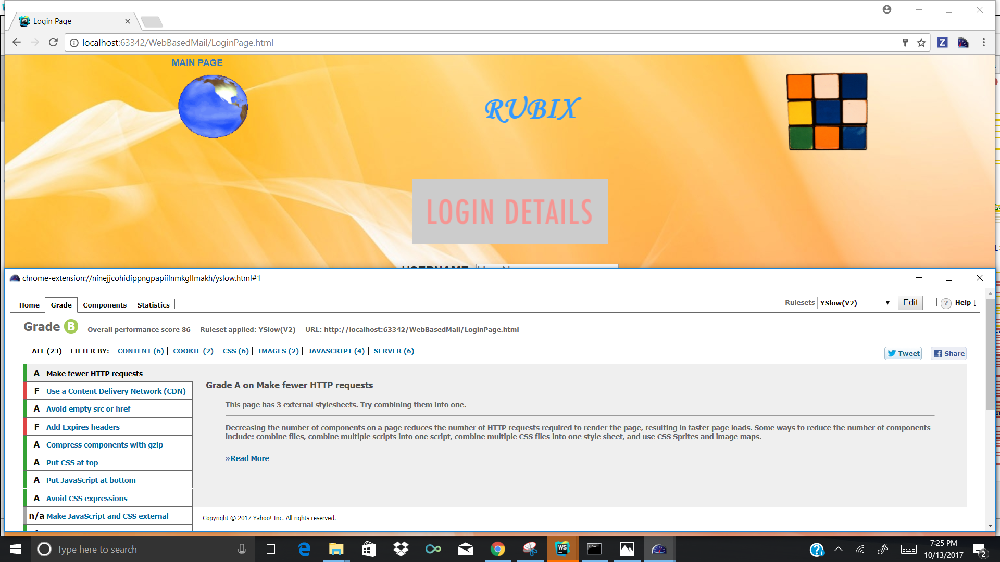 Login Page
localhost:63342/WebBasedMail/LoginPage.html
Z
MAIN PAGE
RUBIX
LOGIN DETAILS
chrome-extension://ninejjcohidippngpapiilnmkgllmakh/yslow.html#1
Home Grade Components Statistics Rulesets YSlow(V2) Edit ? Help ↓
Grade B Overall performance score 86 Ruleset applied: YSlow(V2) URL: http://localhost:63342/WebBasedMail/LoginPage.html
ALL (23) FILTER BY: CONTENT (6) COOKIE (2) CSS (6) IMAGES (2) JAVASCRIPT (4) SERVER (6) Tweet Share
A Make fewer HTTP requests
F Use a Content Delivery Network (CDN)
A Avoid empty src or href
F Add Expires headers
A Compress components with gzip
A Put CSS at top
A Put JavaScript at bottom
A Avoid CSS expressions
n/a Make JavaScript and CSS external
Grade A on Make fewer HTTP requests
This page has 3 external stylesheets. Try combining them into one.
Decreasing the number of components on a page reduces the number of HTTP requests required to render the page, resulting in faster page loads. Some ways to reduce the number of components
include: combine files, combine multiple scripts into one script, combine multiple CSS files into one style sheet, and use CSS Sprites and image maps.
»Read More
Copyright © 2017 Yahoo! Inc. All rights reserved.
Type here to search
WS
7:25 PM
10/13/2017
2